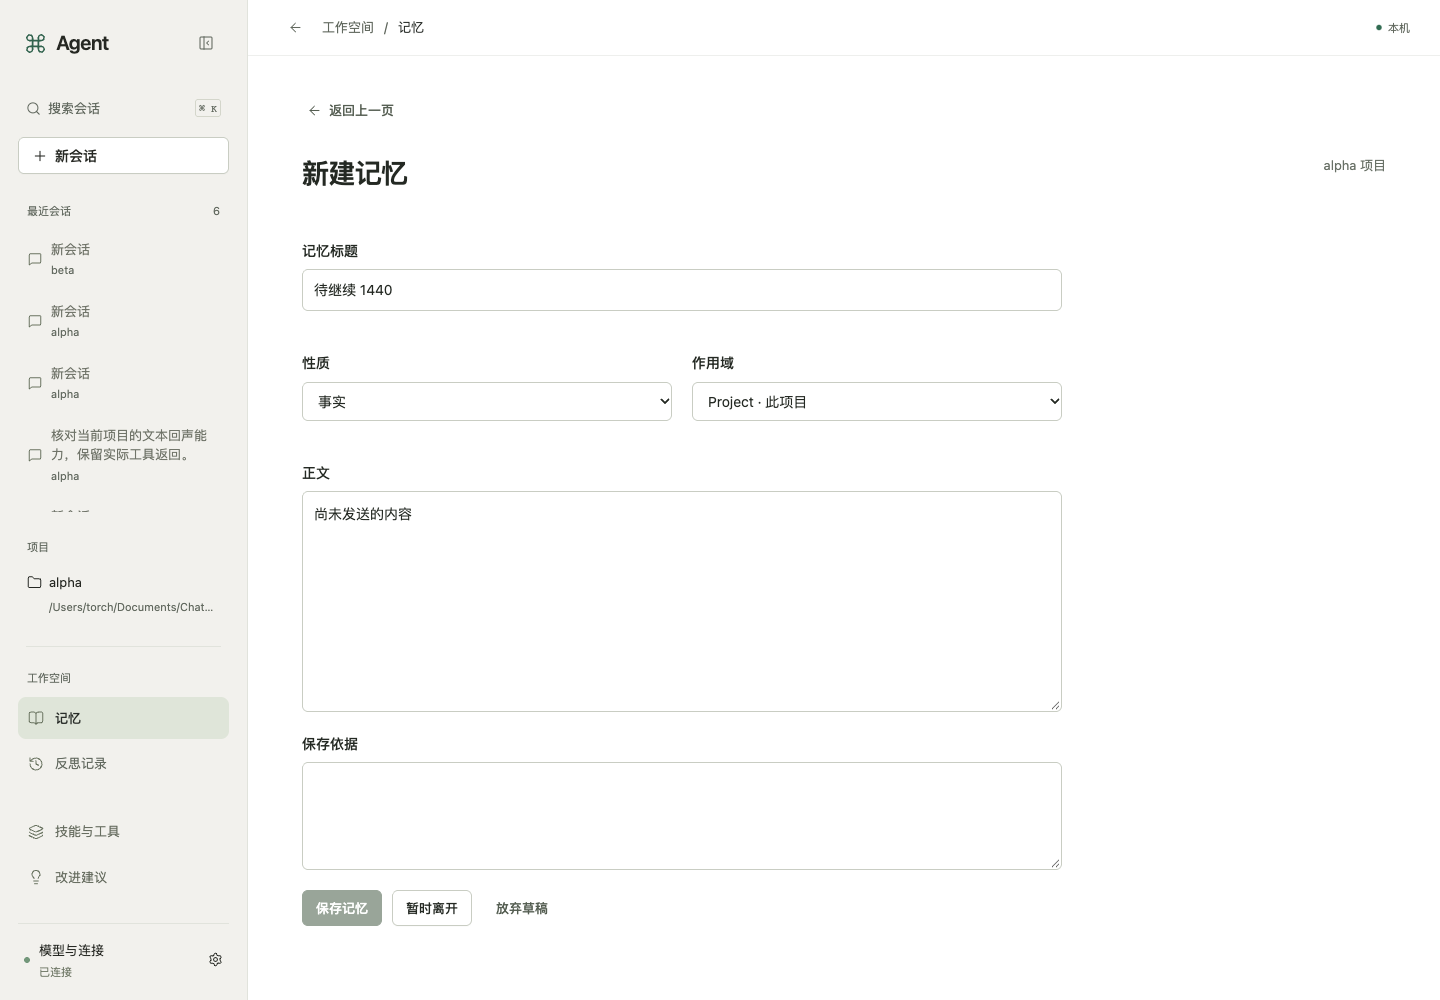 Agent
搜索会话 ⌘ K
新会话
最近会话 6
新会话
beta
新会话
alpha
新会话
alpha
核对当前项目的文本回声能
力，保留实际工具返回。
alpha
项目
alpha
/Users/torch/Documents/Chat...
工作空间
记忆
反思记录
技能与工具
改进建议
模型与连接
已连接
工作空间 / 记忆
本机
返回上一页
新建记忆
alpha 项目
记忆标题
待继续 1440
性质 作用域
事实 Project · 此项目
正文
尚未发送的内容
保存依据
保存记忆 暂时离开 放弃草稿